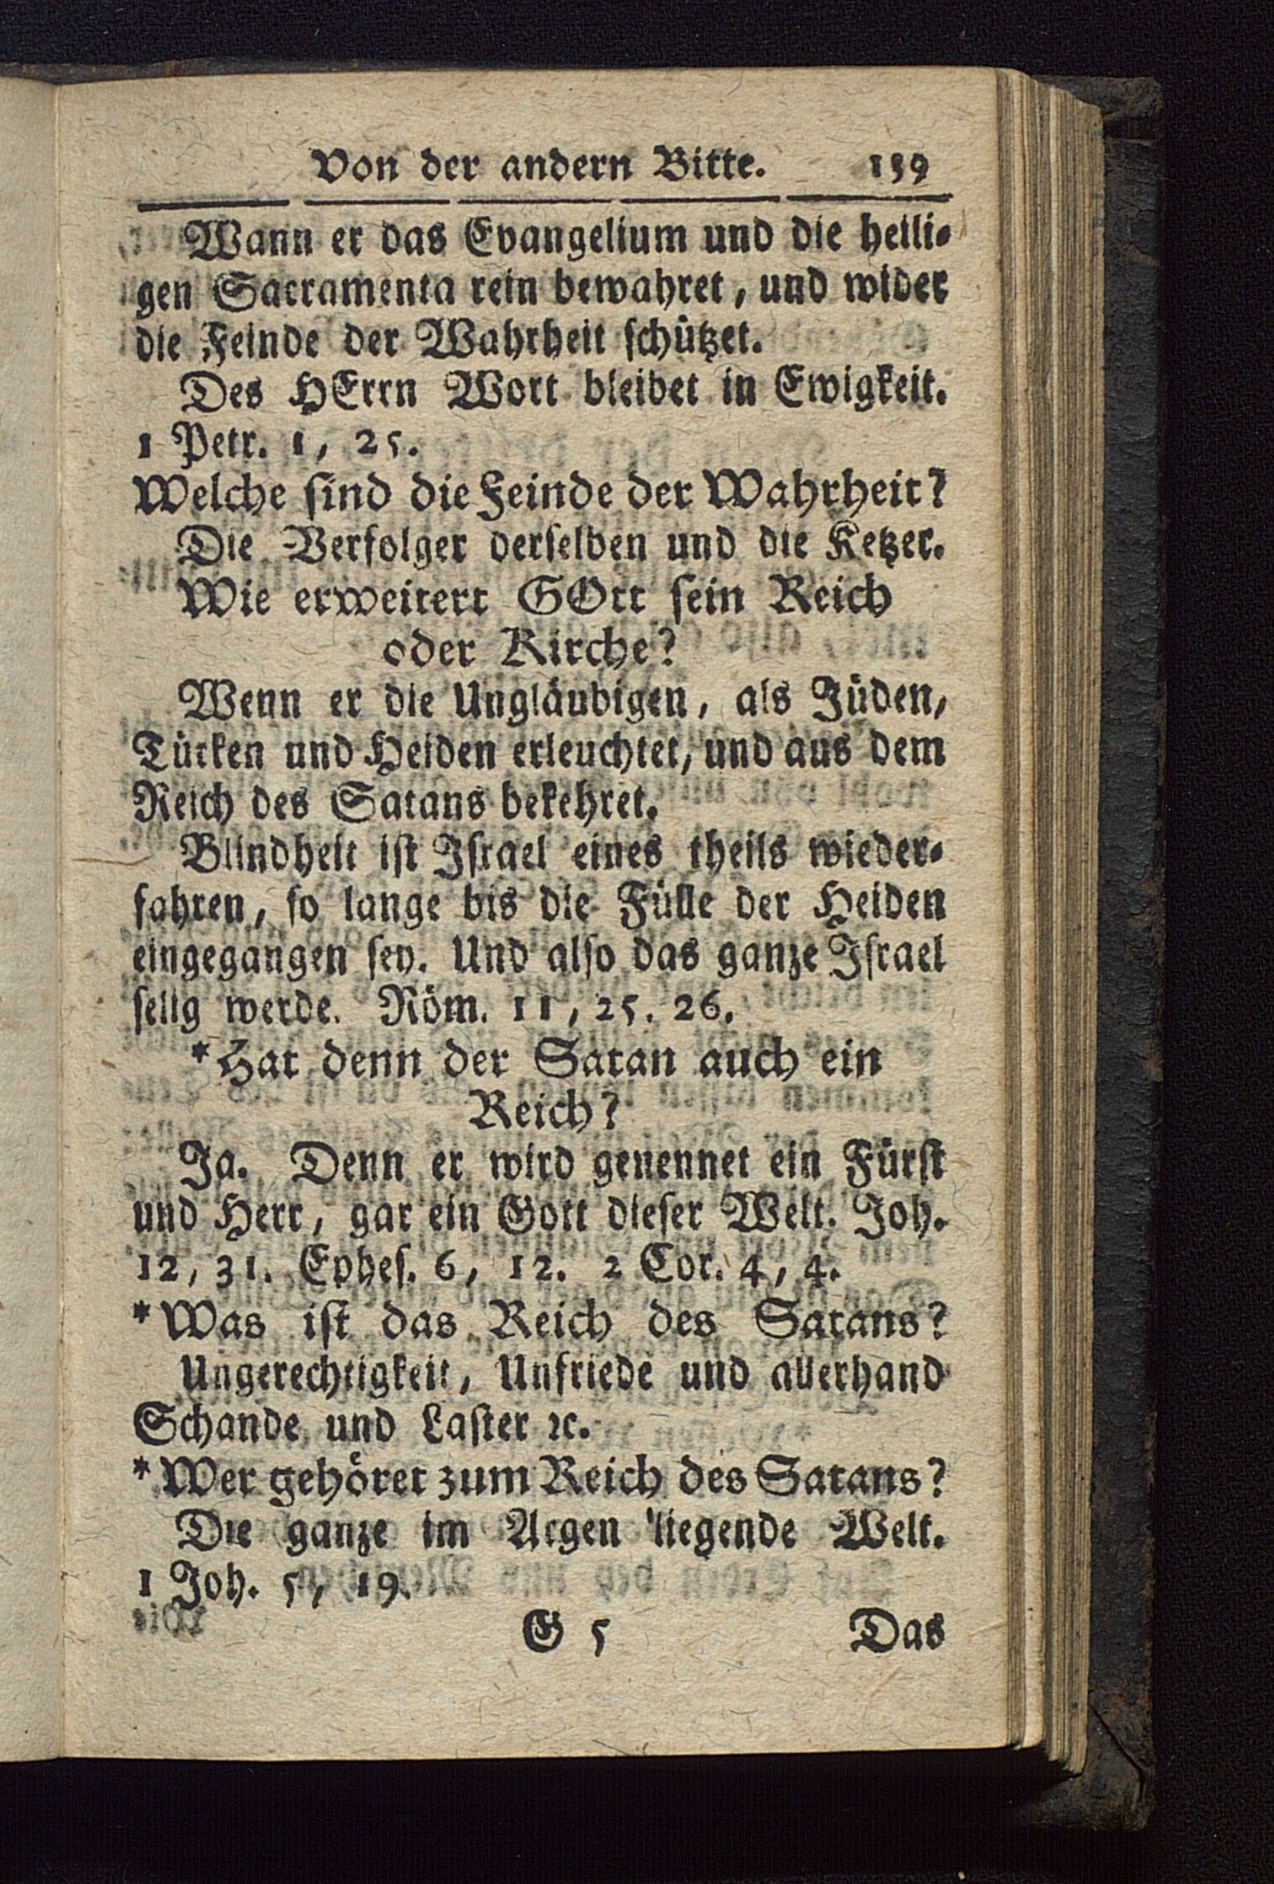 Von der andern Bitte. 159
Wann er das Evangelium und die heili-
gen Sacramenta rein bewahret, und wider
die Feinde der Wahrheit schützet.
Des HErrn Wort bleibet in Ewigkeit.
1 Petr. 1, 25.
Welche sind die Feinde der Wahrheit?
Die Verfolger derselben und die Ketzer.
Wie erweitert GOtt sein Reich
oder Kirche?
Wenn er die Ungläubigen, als Jüden,
Türken und Heiden erleuchtet, und aus dem
Reich des Satans bekehret.
Blindheit ist Israel eines theils wieder-
fahren, so lange bis die Fülle der Heiden
eingegangen sey. Und also das ganze Israel
selig werde. Röm. 11, 25. 26.
*Hat denn der Satan auch ein
Reich?
Ja. Denn er wird genennet ein Fürst
und Herr, gar ein Gott dieser Welt. Joh.
12, 31. Ephes. 6, 12. 2 Cor. 4, 4.
*Was ist das Reich des Satans?
Ungerechtigkeit, Unfriede und allerhand
Schande und Laster ꝛc.
*Wer gehöret zum Reich des Satans?
Die ganze im Argen liegende Welt.
1 Joh. 5, 19.
G 5 Das